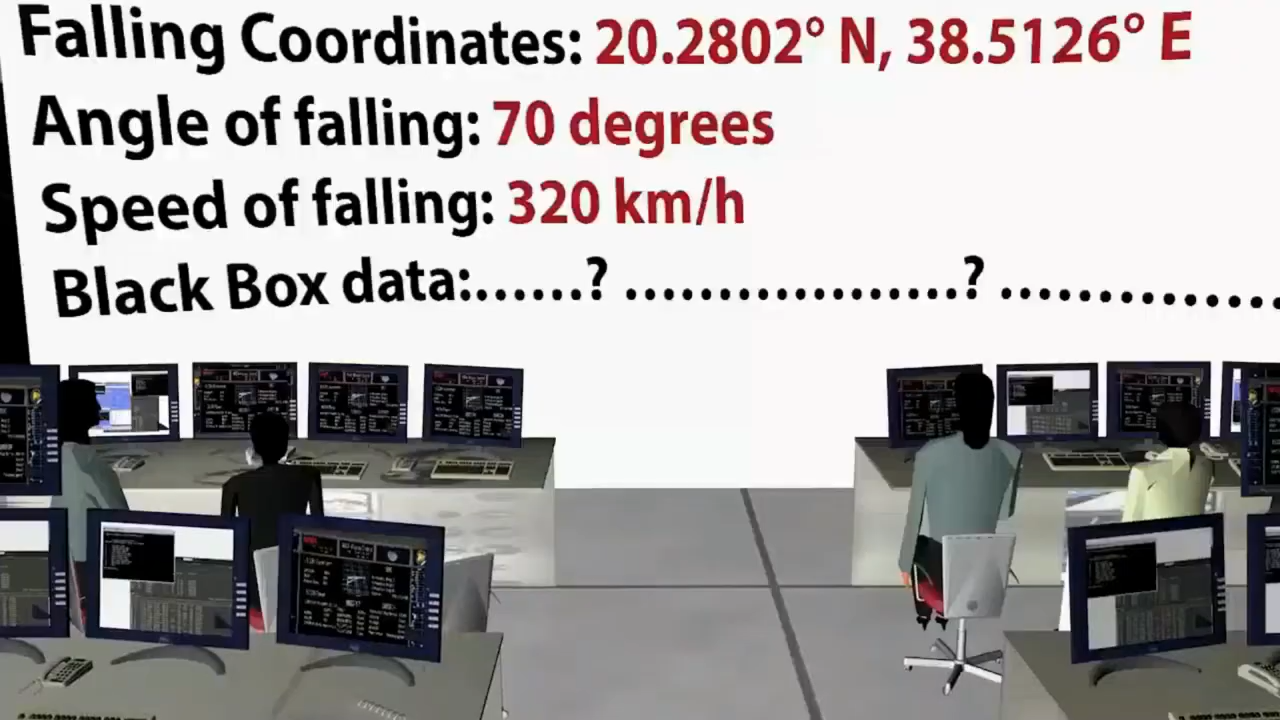 Falling Coordinates: 20.2802° N, 38.5126° E
Angle of falling: 70 degrees
Speed of falling: 320 km/h
Black Box data:......? .................? ...............